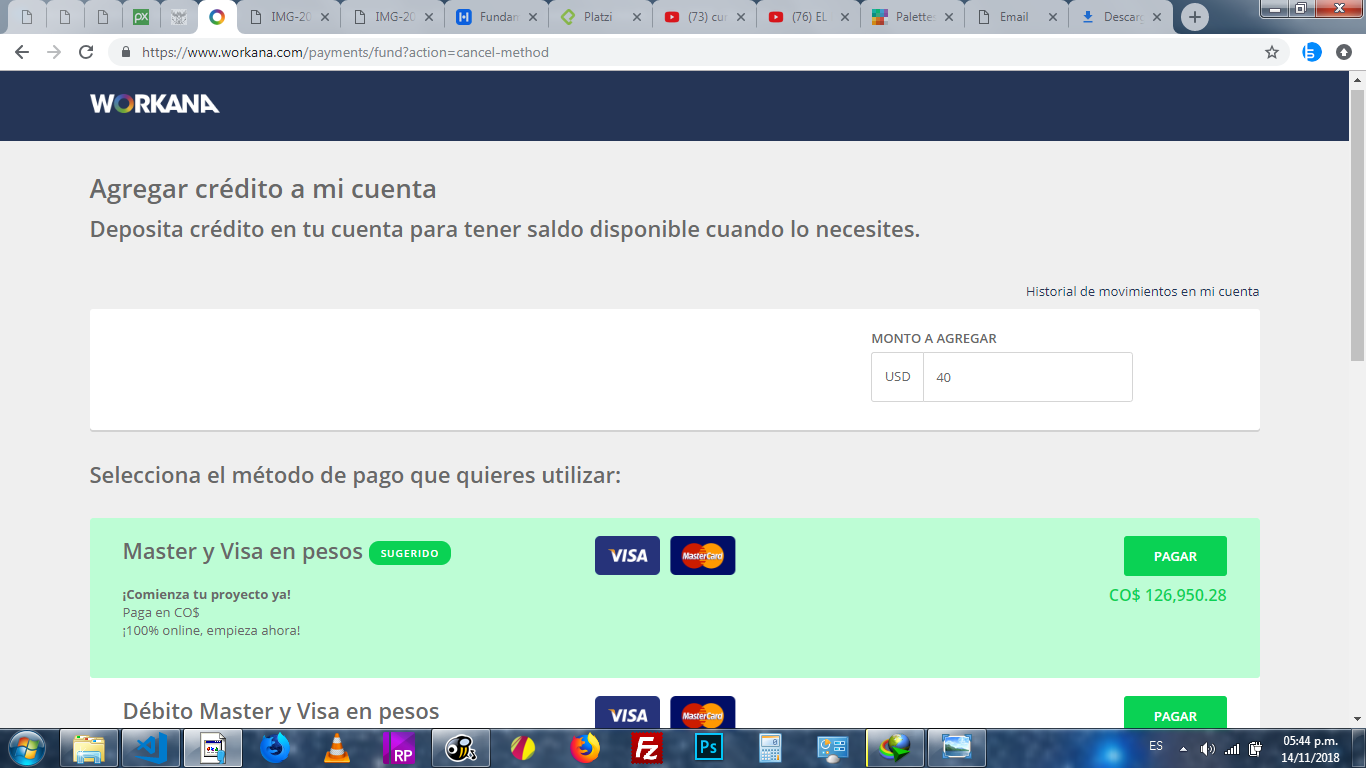 IMG-20
IMG-20
Fundam
Platzi
(73) cur
(76) EL
Palettes
Email
Descarg
https://www.workana.com/payments/fund?action=cancel-method
WORKANA
Agregar crédito a mi cuenta
Deposita crédito en tu cuenta para tener saldo disponible cuando lo necesites.
Historial de movimientos en mi cuenta
MONTO A AGREGAR
USD 40
Selecciona el método de pago que quieres utilizar:
Master y Visa en pesos SUGERIDO VISA MasterCard PAGAR
CO$ 126,950.28
¡Comienza tu proyecto ya!
Paga en CO$
¡100% online, empieza ahora!
Débito Master y Visa en pesos VISA MasterCard PAGAR
RP
Fz
Ps
ES
05:44 p.m.
14/11/2018